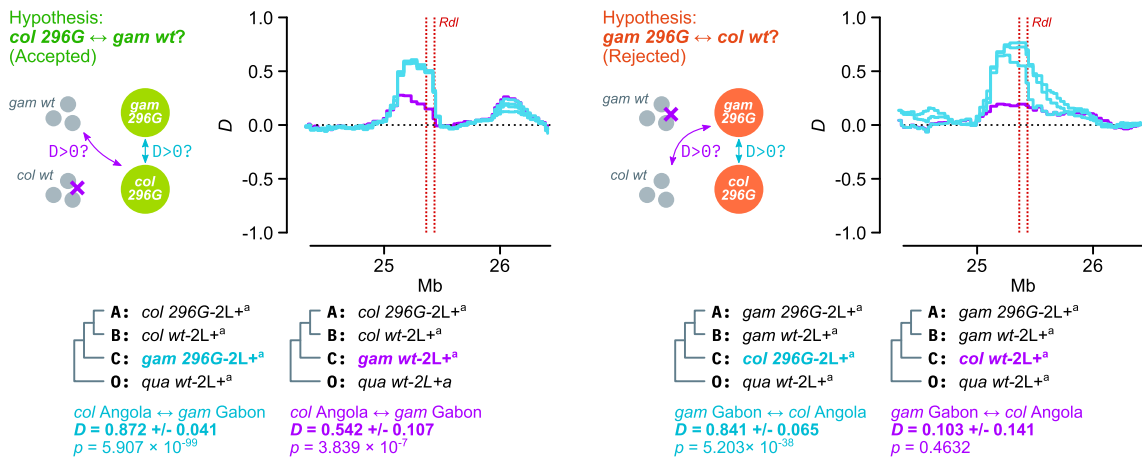 Hypothesis:
col 296G ↔ gam wt?
(Accepted)
gam wt
gam
296G
D>0?
D>0?
col wt
col
296G
D
1.0
0.5
0.0
-0.5
-1.0
Rdl
25
26
Mb
A: col 296G-2L+ᵃ
B: col wt-2L+ᵃ
C: gam 296G-2L+ᵃ
O: qua wt-2L+ᵃ
col Angola ↔ gam Gabon
D = 0.872 +/- 0.041
p = 5.907 × 10⁻⁹⁹
A: col 296G-2L+ᵃ
B: col wt-2L+ᵃ
C: gam wt-2L+ᵃ
O: qua wt-2L+a
col Angola ↔ gam Gabon
D = 0.542 +/- 0.107
p = 3.839 × 10⁻⁷
Hypothesis:
gam 296G ↔ col wt?
(Rejected)
gam wt
gam
296G
D>0?
D>0?
col wt
col
296G
D
1.0
0.5
0.0
-0.5
-1.0
Rdl
25
26
Mb
A: gam 296G-2L+ᵃ
B: gam wt-2L+ᵃ
C: col 296G-2L+ᵃ
O: qua wt-2L+ᵃ
gam Gabon ↔ col Angola
D = 0.841 +/- 0.065
p = 5.203× 10⁻³⁸
A: gam 296G-2L+ᵃ
B: gam wt-2L+ᵃ
C: col wt-2L+ᵃ
O: qua wt-2L+ᵃ
gam Gabon ↔ col Angola
D = 0.103 +/- 0.141
p = 0.4632